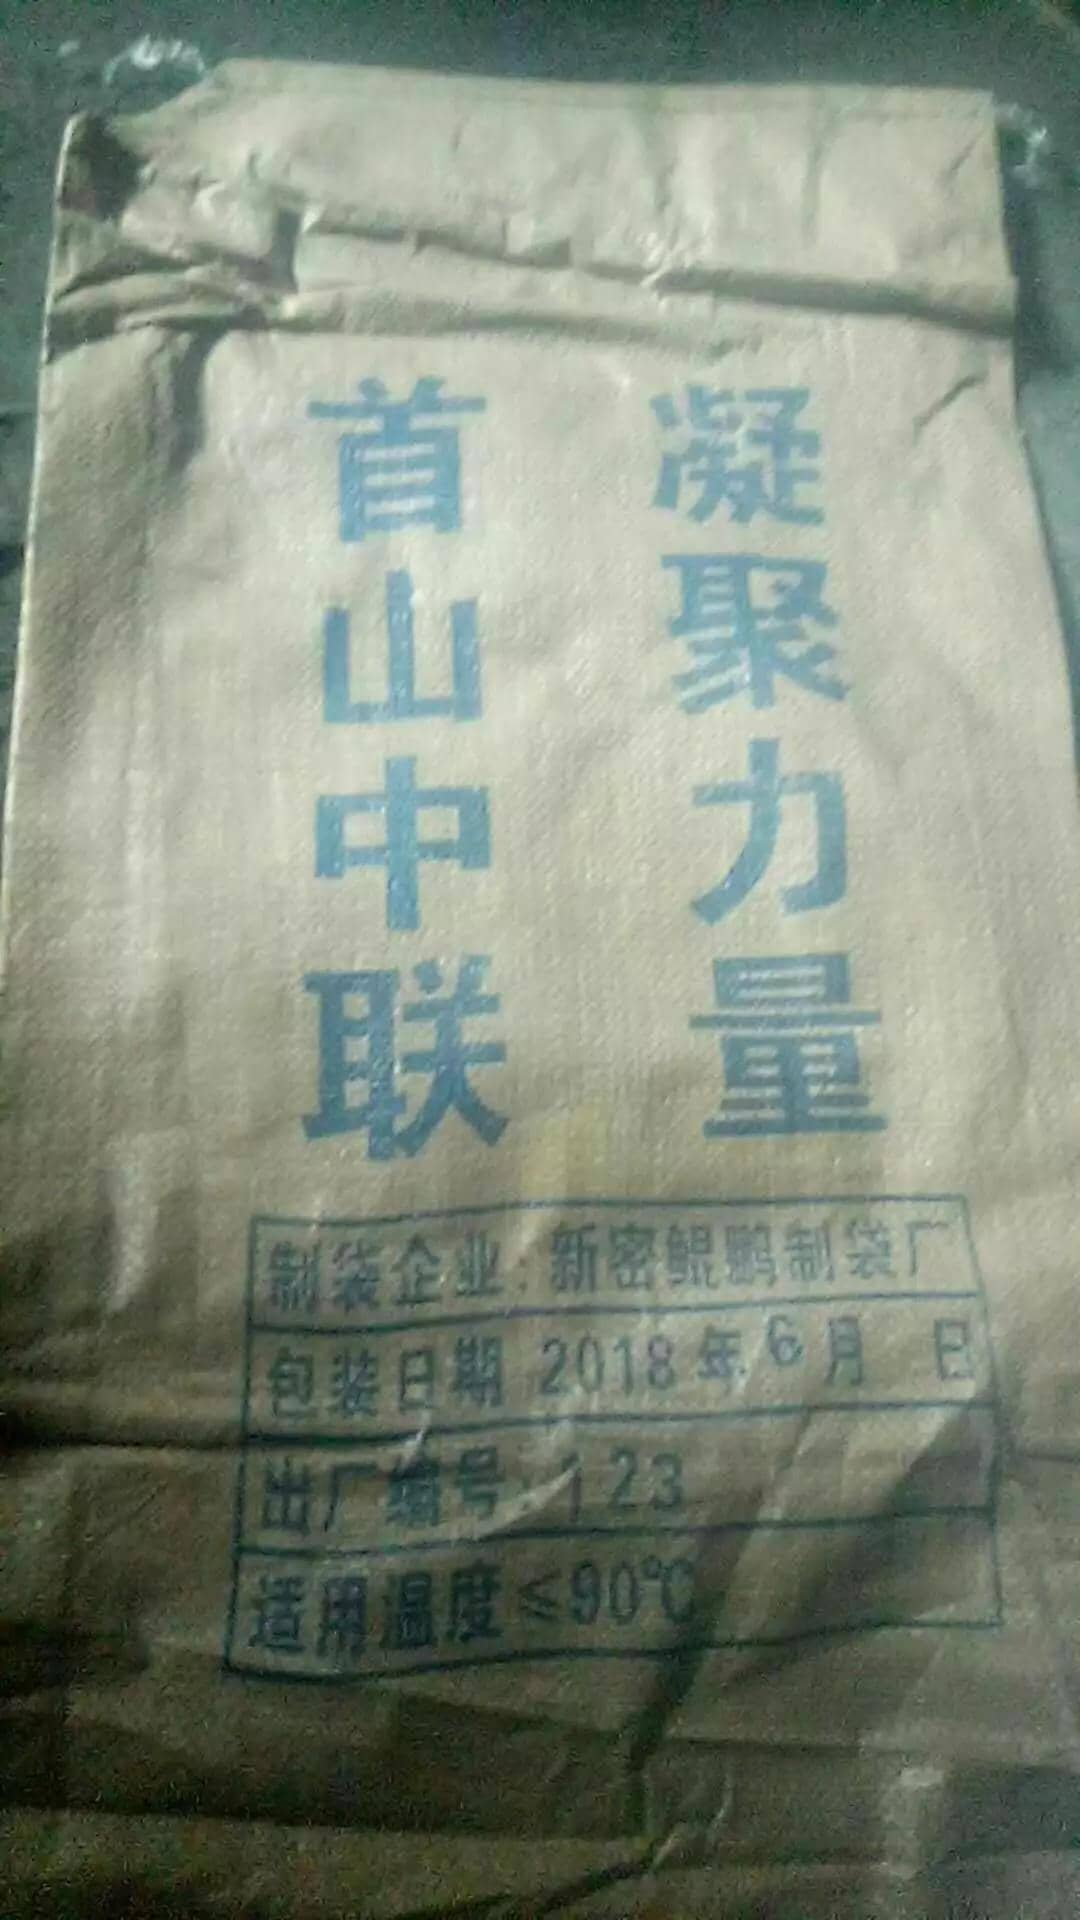 首山中联
凝聚力量
制袋企业：新密鲲鹏制袋厂
包装日期 2018年6月 日
出厂编号：123
适用温度≤90℃